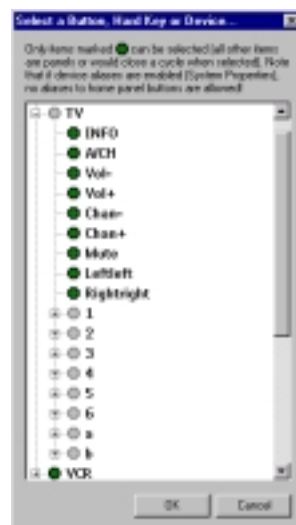 Select a Button, Hard Key or Device...
Only items marked can be selected (all other items
are panels or would close a cycle when selected). Note
that if device aliases are enabled (System Properties),
no aliases to home panel buttons are allowed!
TV
INFO
A/CH
Vol-
Vol+
Chan-
Chan+
Mute
Leftleft
Rightright
1
2
3
4
5
6
a
b
VCR
OK
Cancel